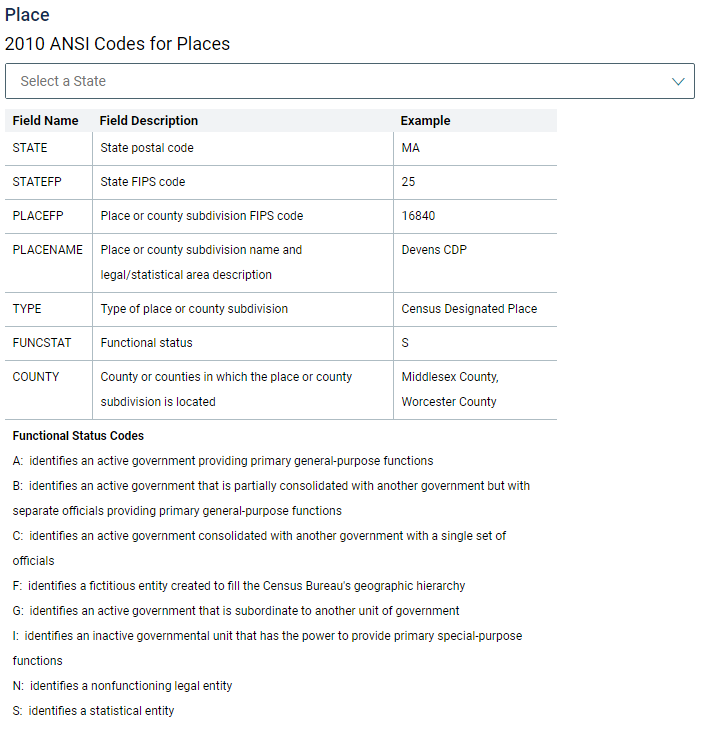 Place
2010 ANSI Codes for Places
Select a State
Field Name Field Description Example
STATE State postal code MA
STATEFP State FIPS code 25
PLACEFP Place or county subdivision FIPS code 16840
PLACENAME Place or county subdivision name and Devens CDP
legal/statistical area description
TYPE Type of place or county subdivision Census Designated Place
FUNCSTAT Functional status S
COUNTY County or counties in which the place or county Middlesex County,
subdivision is located Worcester County
Functional Status Codes
A: identifies an active government providing primary general-purpose functions
B: identifies an active government that is partially consolidated with another government but with
separate officials providing primary general-purpose functions
C: identifies an active government consolidated with another government with a single set of
officials
F: identifies a fictitious entity created to fill the Census Bureau's geographic hierarchy
G: identifies an active government that is subordinate to another unit of government
I: identifies an inactive governmental unit that has the power to provide primary special-purpose
functions
N: identifies a nonfunctioning legal entity
S: identifies a statistical entity